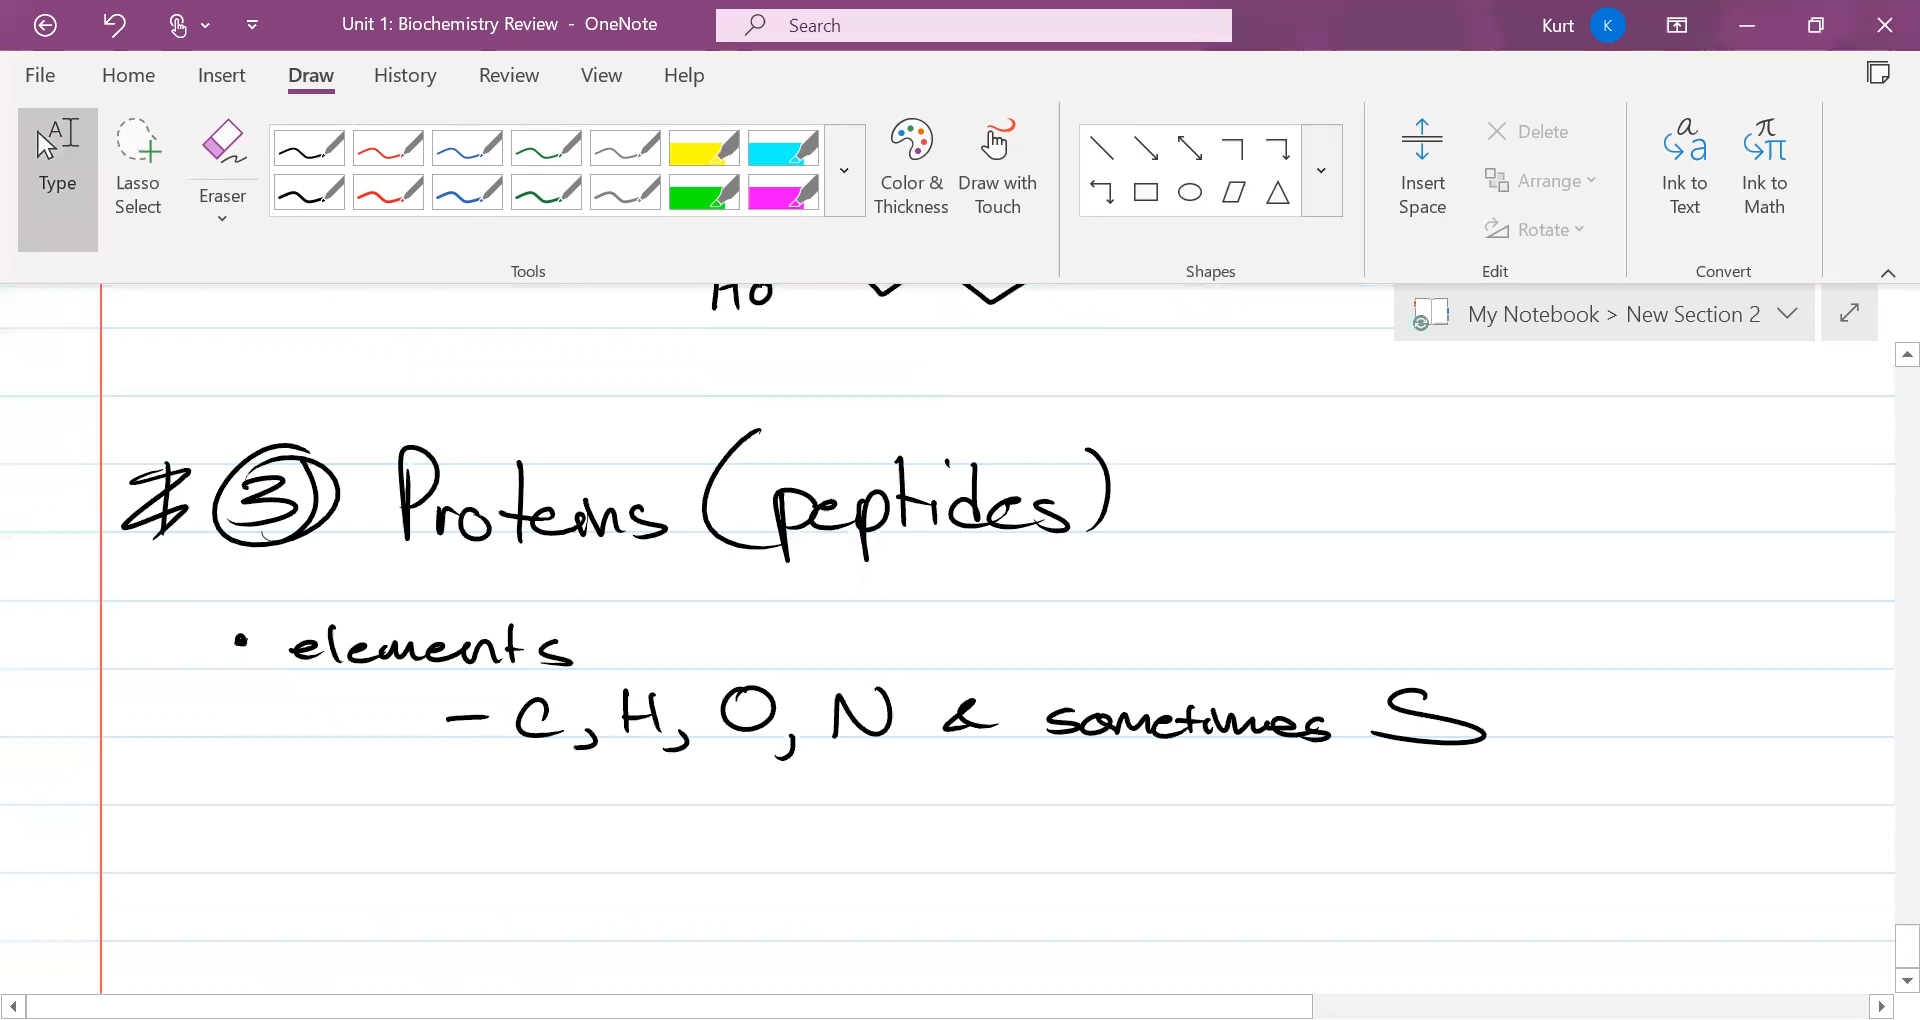 Unit 1: Biochemistry Review - OneNote
Search
Kurt
K
File Home Insert Draw History Review View Help
Type
Lasso Select
Eraser
Color & Thickness
Draw with Touch
Tools
Shapes
Insert Space
Delete
Arrange
Rotate
Edit
Ink to Text
Ink to Math
Convert
My Notebook > New Section 2
HO
③ Proteins (peptides)
• elements
- C, H, O, N & sometimes S